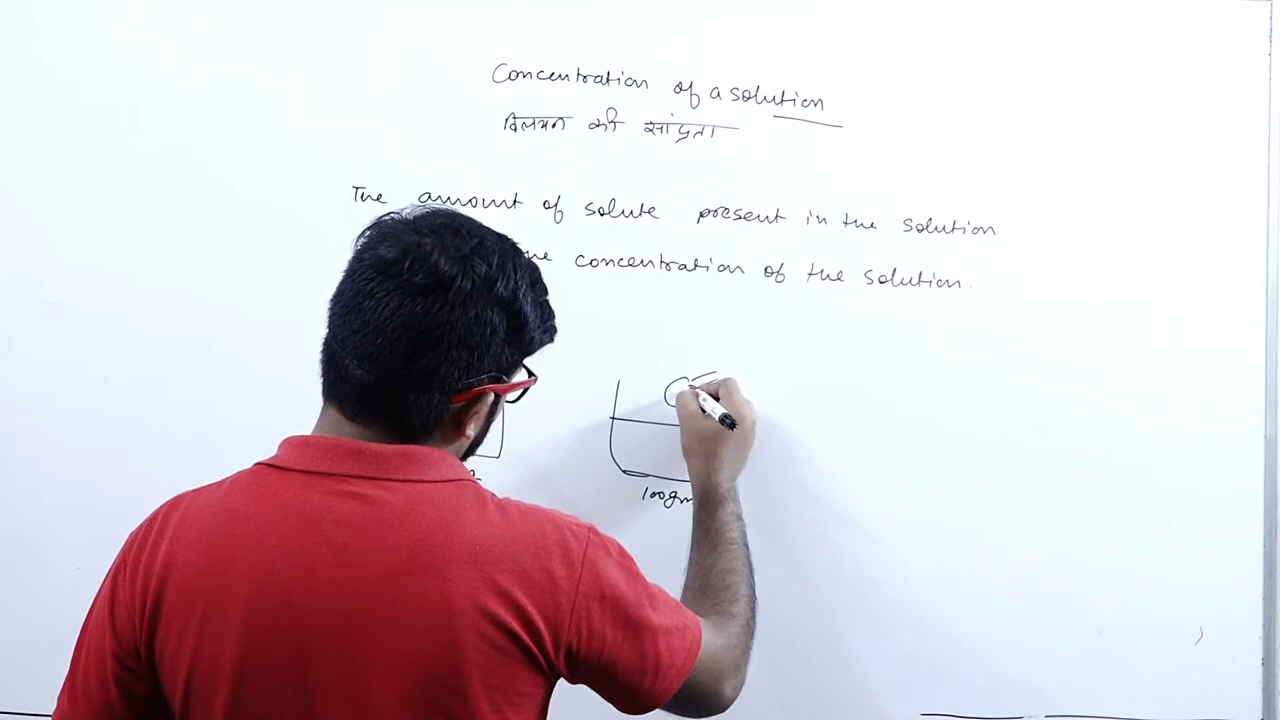 Concentration of a solution
विलयन की सांद्रता
The amount of solute present in the solution
concentration of the solution.
100gm